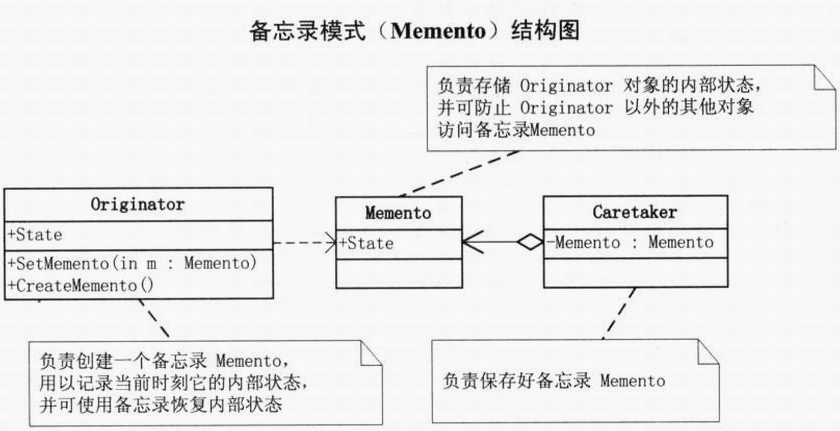 备忘录模式（Memento）结构图
负责存储 Originator 对象的内部状态，
并可防止 Originator 以外的其他对象
访问备忘录Memento
Originator
+State
+SetMemento(in m : Memento)
+CreateMemento()
Memento
+State
Caretaker
-Memento : Memento
负责创建一个备忘录 Memento，
用以记录当前时刻它的内部状态，
并可使用备忘录恢复内部状态
负责保存好备忘录 Memento